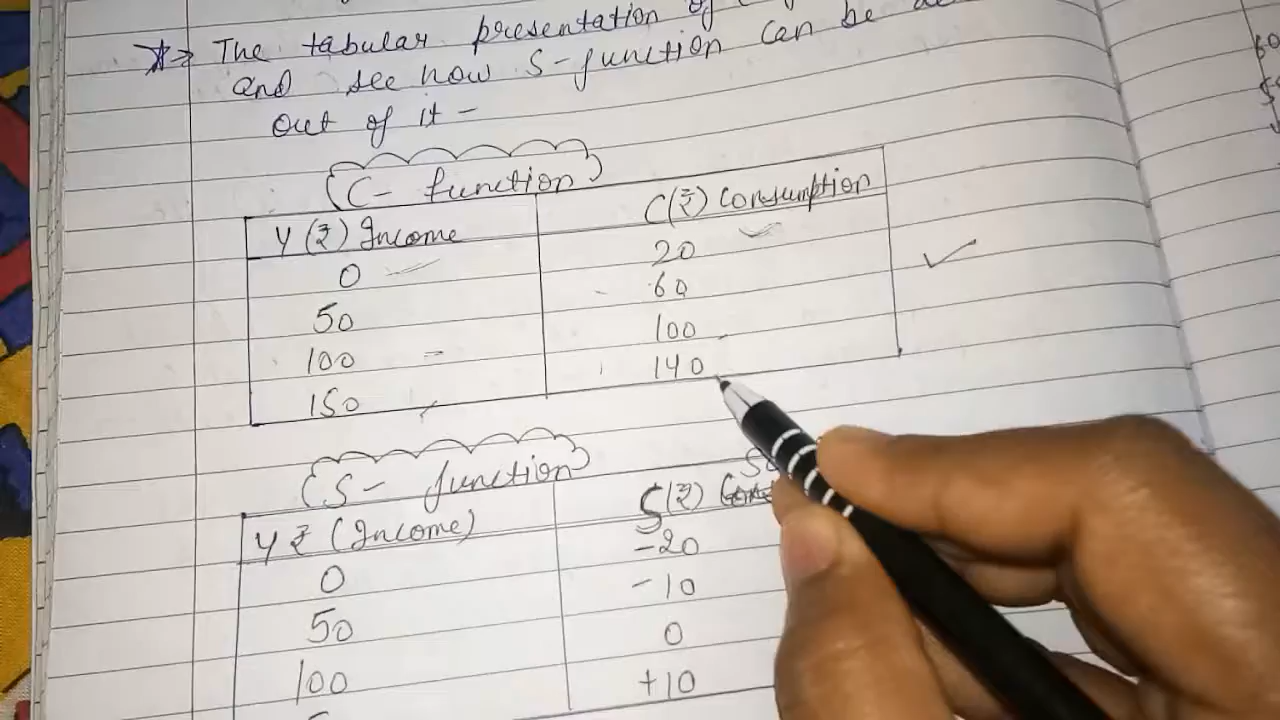 ⇒ The tabular presentation of
and see how S-function can be
out of it -
C- function
Y (₹) Income C(₹) Consumption
0 20
50 60
100 100
150 140
S- function
Y ₹ (Income) S(₹)
0 -20
50 -10
100 0
+10